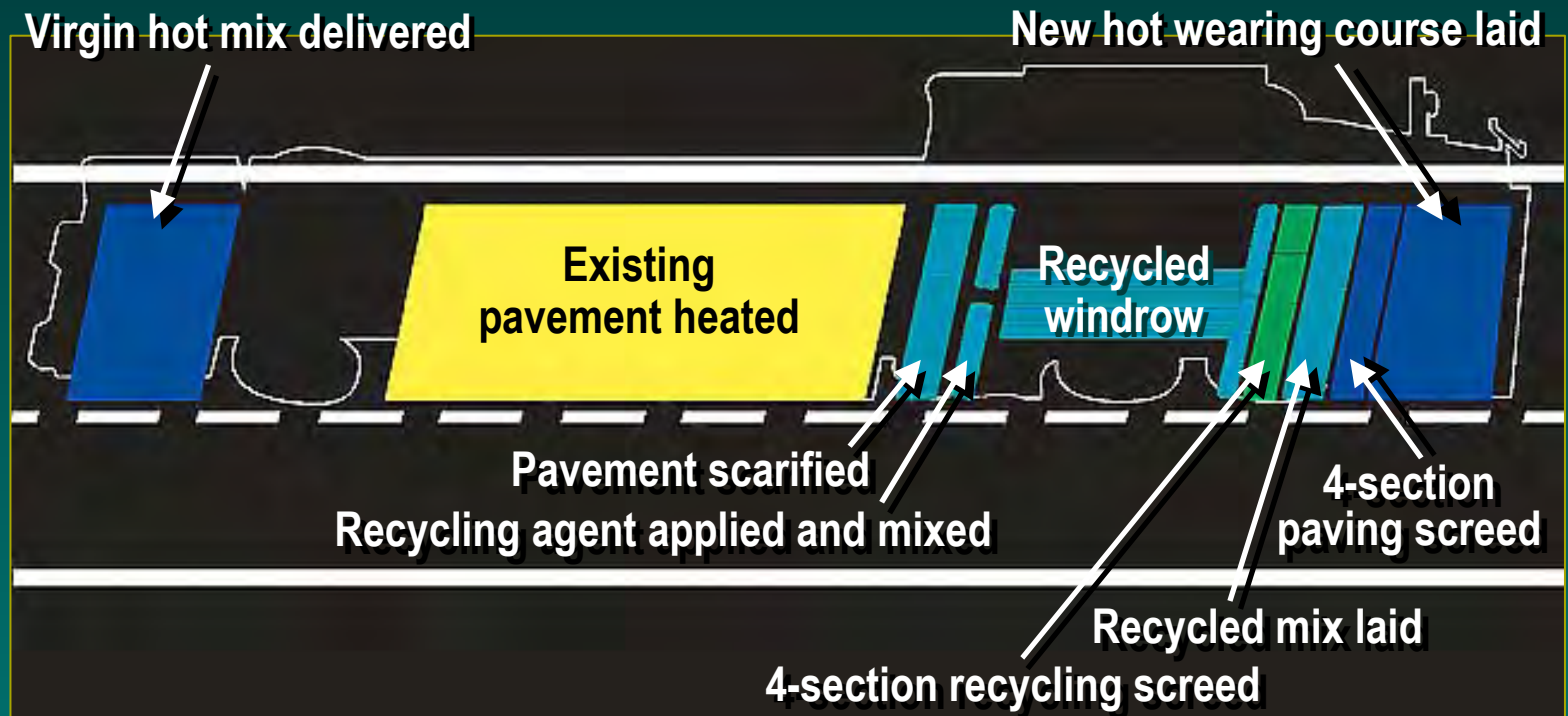 Virgin hot mix delivered
New hot wearing course laid
Existing
pavement heated
Recycled
windrow
Pavement scarified
Recycling agent applied and mixed
4-section
paving screed
Recycled mix laid
4-section recycling screed